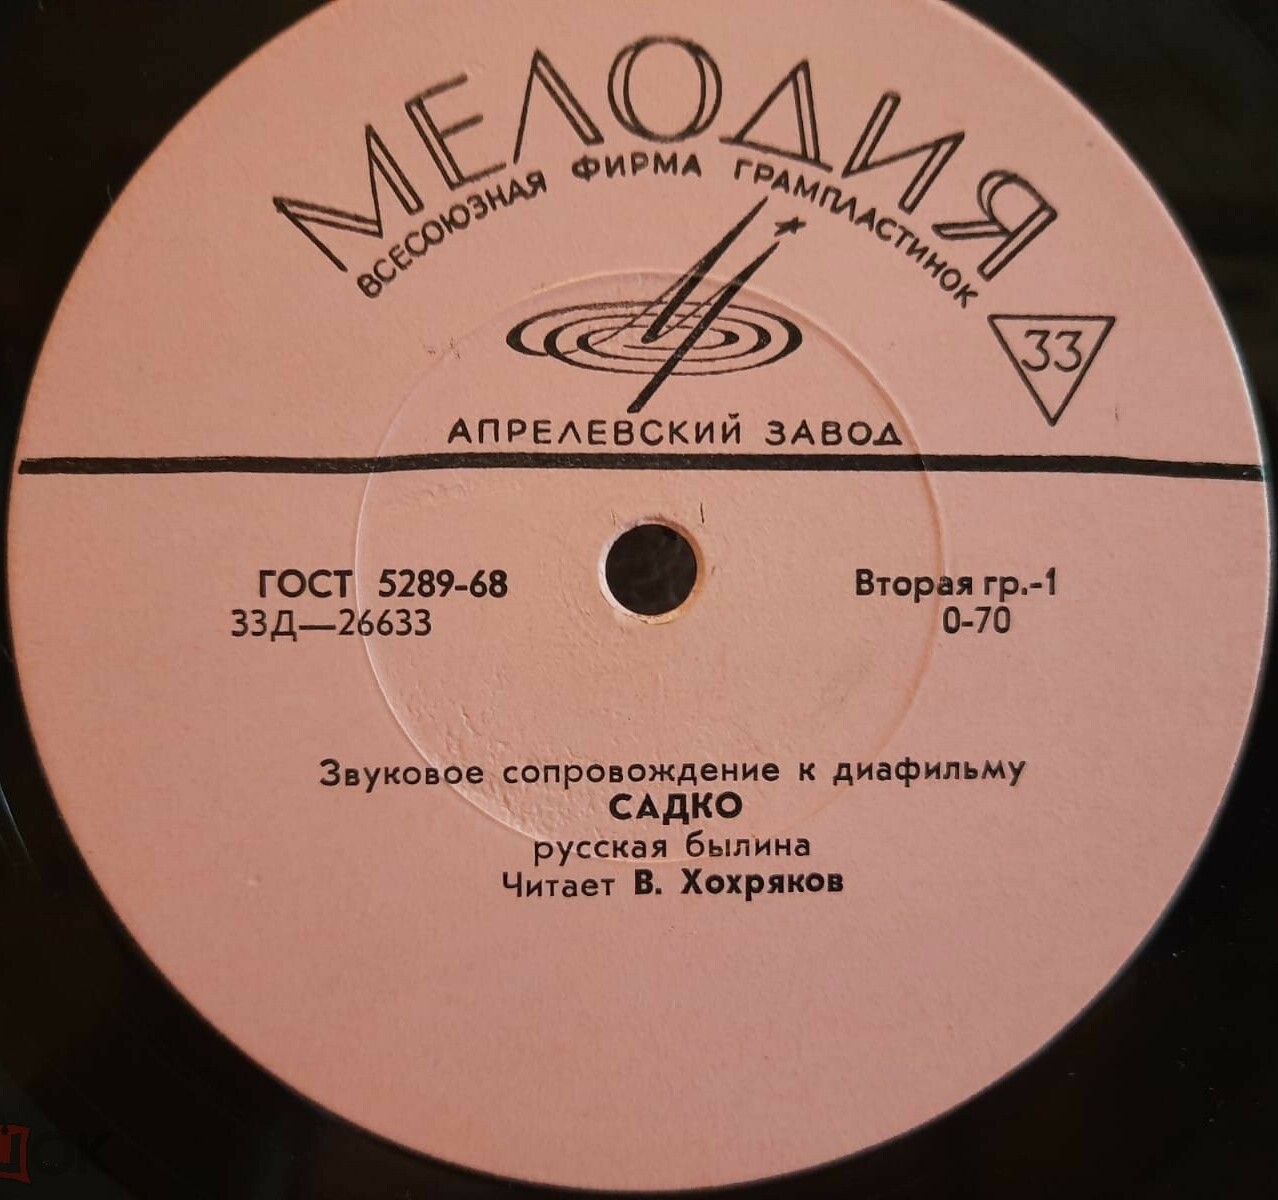 МЕЛОДИЯ
ВСЕСОЮЗНАЯ ФИРМА ГРАМПЛАСТИНОК
33
АПРЕЛЕВСКИЙ ЗАВОД
ГОСТ 5289-68
Вторая гр.-1
33Д—26633
0-70
Звуковое сопровождение к диафильму
САДКО
русская былина
Читает В. Хохряков